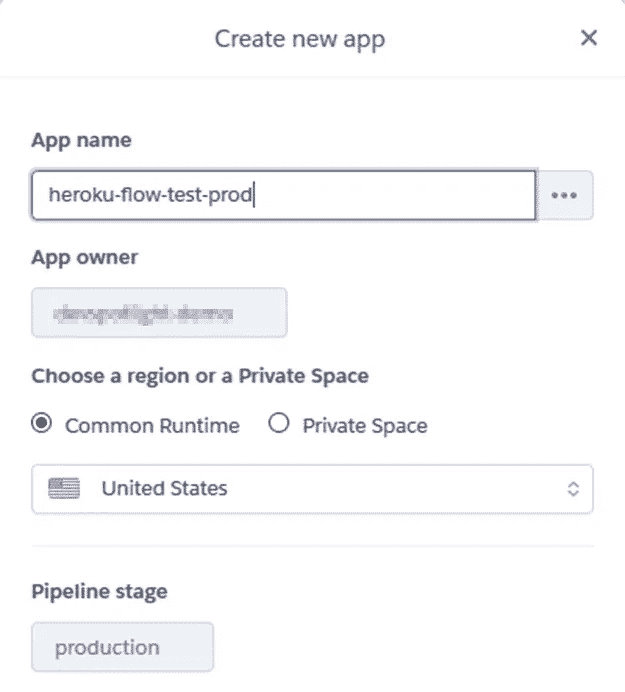 Create new app
App name
heroku-flow-test-prod
App owner
Choose a region or a Private Space
Common Runtime Private Space
United States
Pipeline stage
production